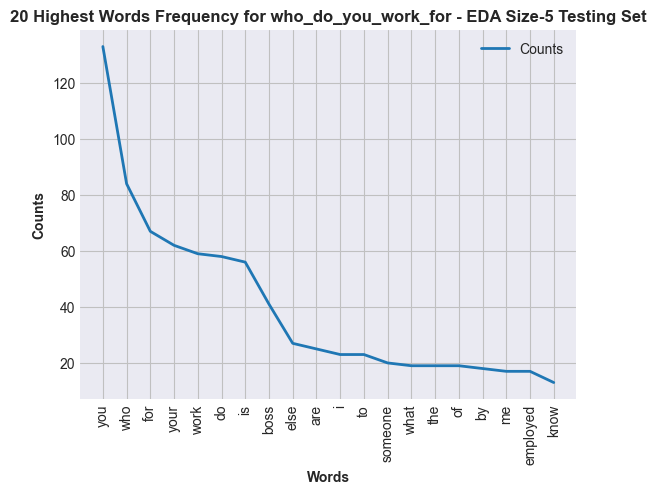 20 Highest Words Frequency for who_do_you_work_for - EDA Size-5 Testing Set
Counts
120
100
80
60
40
20
Counts
you
who
for
your
work
do
is
boss
else
are
i
to
someone
what
the
of
by
me
employed
know
Words